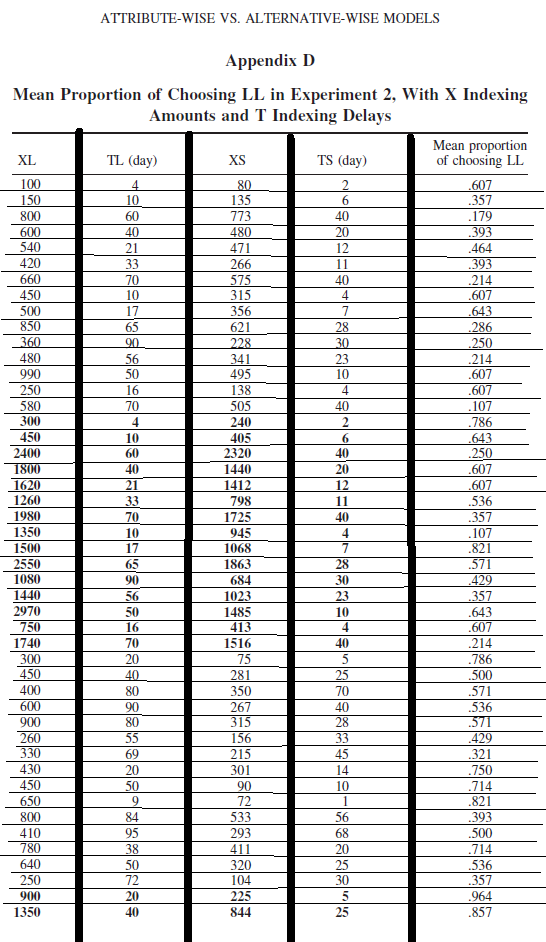 ATTRIBUTE-WISE VS. ALTERNATIVE-WISE MODELS
Appendix D
Mean Proportion of Choosing LL in Experiment 2, With X Indexing
Amounts and T Indexing Delays
XL TL (day) XS TS (day) Mean proportion of choosing LL
100 4 80 2 .607
150 10 135 6 .357
800 60 773 40 .179
600 40 480 20 .393
540 21 471 12 .464
420 33 266 11 .393
660 70 575 40 .214
450 10 315 4 .607
500 17 356 7 .643
850 65 621 28 .286
360 90 228 30 .250
480 56 341 23 .214
990 50 495 10 .607
250 16 138 4 .607
580 70 505 40 .107
300 4 240 2 .786
450 10 405 6 .643
2400 60 2320 40 .250
1800 40 1440 20 .607
1620 21 1412 12 .607
1260 33 798 11 .536
1980 70 1725 40 .357
1350 10 945 4 .107
1500 17 1068 7 .821
2550 65 1863 28 .571
1080 90 684 30 .429
1440 56 1023 23 .357
2970 50 1485 10 .643
750 16 413 4 .607
1740 70 1516 40 .214
300 20 75 5 .786
450 40 281 25 .500
400 80 350 70 .571
600 90 267 40 .536
900 80 315 28 .571
260 55 156 33 .429
330 69 215 45 .321
430 20 301 14 .750
450 50 90 10 .714
650 9 72 1 .821
800 84 533 56 .393
410 95 293 68 .500
780 38 411 20 .714
640 50 320 25 .536
250 72 104 30 .357
900 20 225 5 .964
1350 40 844 25 .857